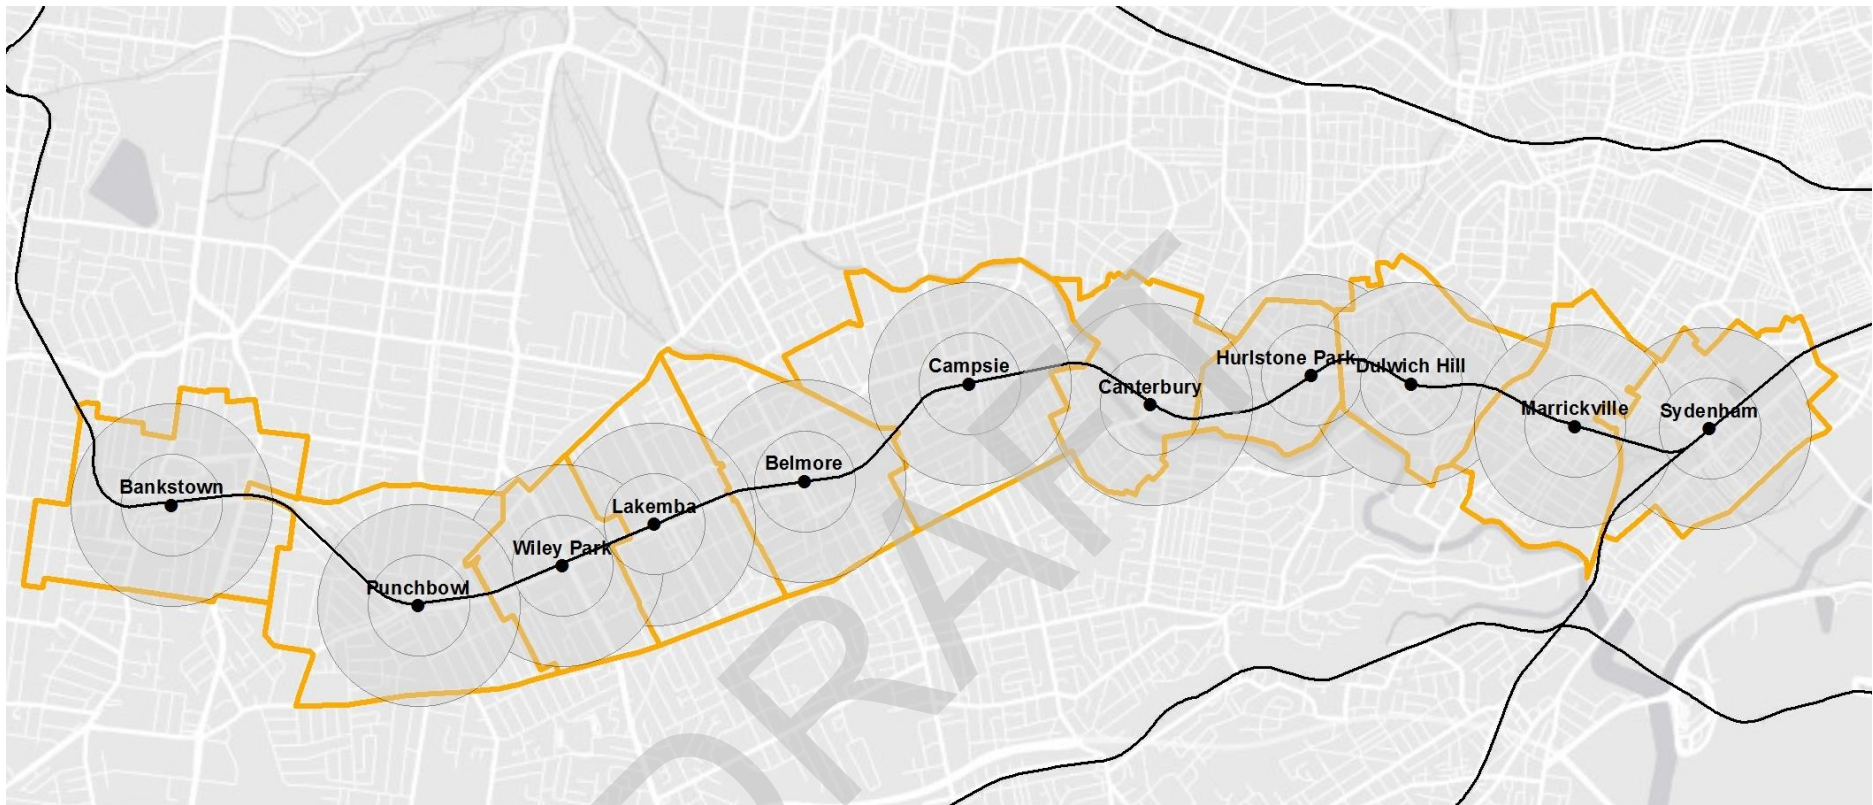 Bankstown
Punchbowl
Wiley Park
Lakemba
Belmore
Campsie
Canterbury
Hurlstone Park
Dulwich Hill
Marrickville
Sydenham
DRAFT